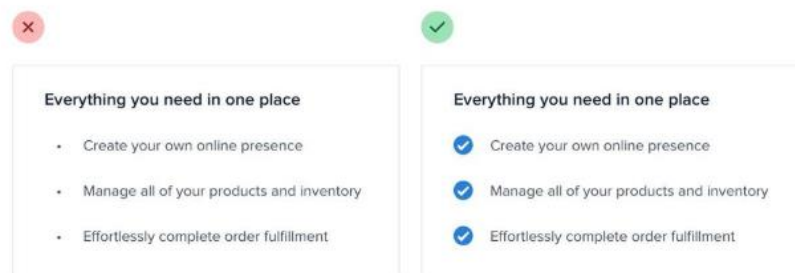 Everything you need in one place
Create your own online presence
Manage all of your products and inventory
Effortlessly complete order fulfillment
Everything you need in one place
Create your own online presence
Manage all of your products and inventory
Effortlessly complete order fulfillment